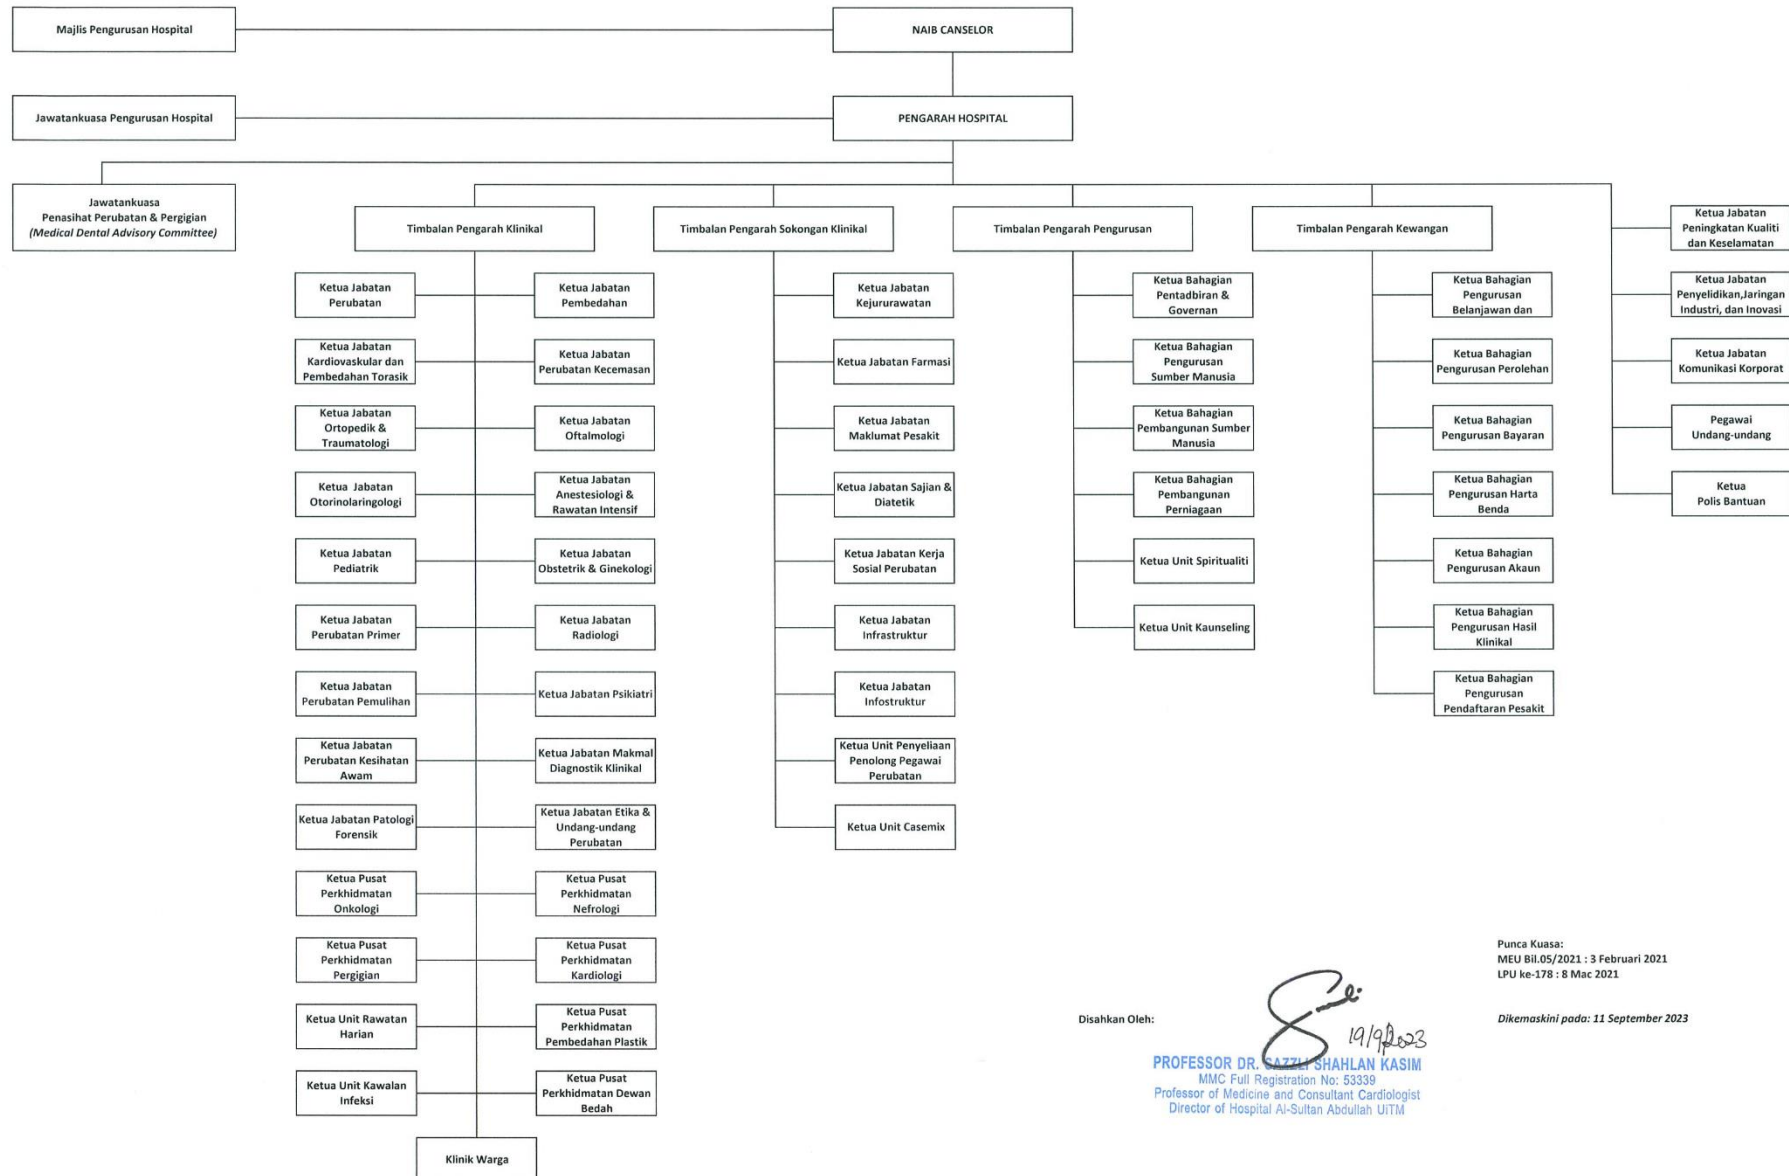 Majlis Pengurusan Hospital
NAIB CANSELOR
Jawatankuasa Pengurusan Hospital
PENGARAH HOSPITAL
Jawatankuasa
Penasihat Perubatan & Pergigian
(Medical Dental Advisory Committee)
Timbalan Pengarah Klinikal
Ketua Jabatan
Perubatan
Ketua Jabatan
Pembedahan
Ketua Jabatan
Kardiovaskular dan
Pembedahan Torasik
Ketua Jabatan
Perubatan Kecemasan
Ketua Jabatan
Ortopedik &
Traumatologi
Ketua Jabatan
Oftalmologi
Ketua Jabatan
Otorinolaringologi
Ketua Jabatan
Anestesiologi &
Rawatan Intensif
Ketua Jabatan
Pediatrik
Ketua Jabatan
Obstetrik & Ginekologi
Ketua Jabatan
Perubatan Primer
Ketua Jabatan
Radiologi
Ketua Jabatan
Perubatan Pemulihan
Ketua Jabatan Psikiatri
Ketua Jabatan
Perubatan Kesihatan
Awam
Ketua Jabatan Makmal
Diagnostik Klinikal
Ketua Jabatan Patologi
Forensik
Ketua Jabatan Etika &
Undang-undang
Perubatan
Ketua Pusat
Perkhidmatan
Onkologi
Ketua Pusat
Perkhidmatan
Nefrologi
Ketua Pusat
Perkhidmatan
Pergigian
Ketua Pusat
Perkhidmatan
Kardiologi
Ketua Unit Rawatan
Harian
Ketua Pusat
Perkhidmatan
Pembedahan Plastik
Ketua Unit Kawalan
Infeksi
Ketua Pusat
Perkhidmatan Dewan
Bedah
Klinik Warga
Timbalan Pengarah Sokongan Klinikal
Ketua Jabatan
Kejururawatan
Ketua Jabatan Farmasi
Ketua Jabatan
Maklumat Pesakit
Ketua Jabatan Sajian &
Diatetik
Ketua Jabatan Kerja
Sosial Perubatan
Ketua Jabatan
Infrastruktur
Ketua Jabatan
Infostruktur
Ketua Unit Penyeliaan
Penolong Pegawai
Perubatan
Ketua Unit Casemix
Timbalan Pengarah Pengurusan
Ketua Bahagian
Pentadbiran &
Governan
Ketua Bahagian
Pengurusan
Sumber Manusia
Ketua Bahagian
Pembangunan Sumber
Manusia
Ketua Bahagian
Pembangunan
Perniagaan
Ketua Unit Spiritualiti
Ketua Unit Kaunseling
Timbalan Pengarah Kewangan
Ketua Bahagian
Pengurusan
Belanjawan dan
Ketua Bahagian
Pengurusan Perolehan
Ketua Bahagian
Pengurusan Bayaran
Ketua Bahagian
Pengurusan Harta
Benda
Ketua Bahagian
Pengurusan Akaun
Ketua Bahagian
Pengurusan Hasil
Klinikal
Ketua Bahagian
Pengurusan
Pendaftaran Pesakit
Ketua Jabatan
Peningkatan Kualiti
dan Keselamatan
Ketua Jabatan
Penyelidikan,Jaringan
Industri, dan Inovasi
Ketua Jabatan
Komunikasi Korporat
Pegawai
Undang-undang
Ketua
Polis Bantuan
Punca Kuasa:
MEU Bil.05/2021 : 3 Februari 2021
LPU ke-178 : 8 Mac 2021
Dikemaskini pada: 11 September 2023
Disahkan Oleh:
19/9/2023
PROFESSOR DR. SAZZLI SHAHLAN KASIM
MMC Full Registration No: 53339
Professor of Medicine and Consultant Cardiologist
Director of Hospital Al-Sultan Abdullah UiTM